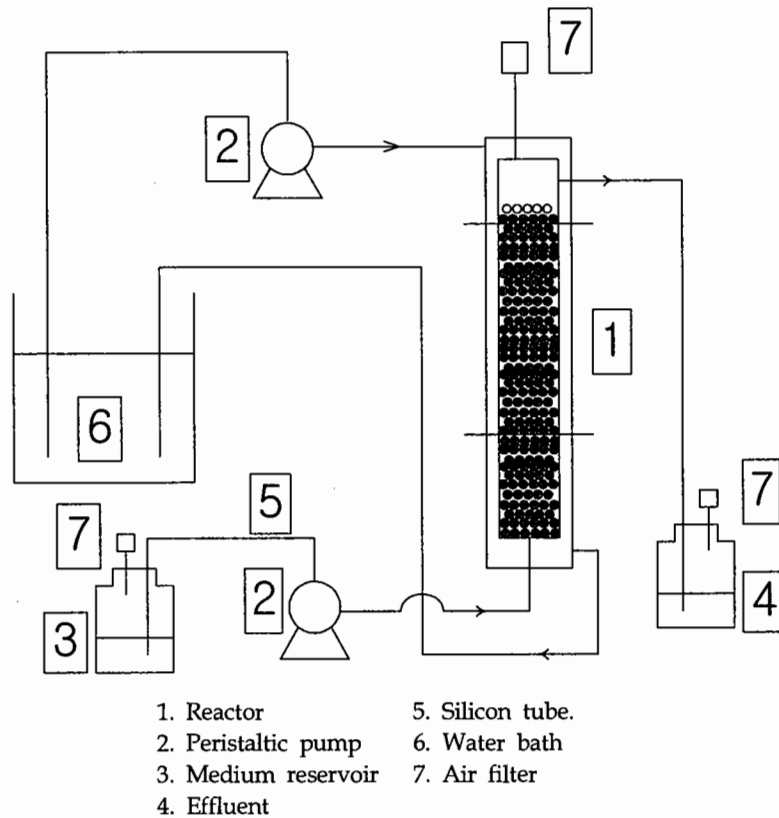 7
2
1
6
7
5
7
2
3
4
1. Reactor
2. Peristaltic pump
3. Medium reservoir
4. Effluent
5. Silicon tube.
6. Water bath
7. Air filter